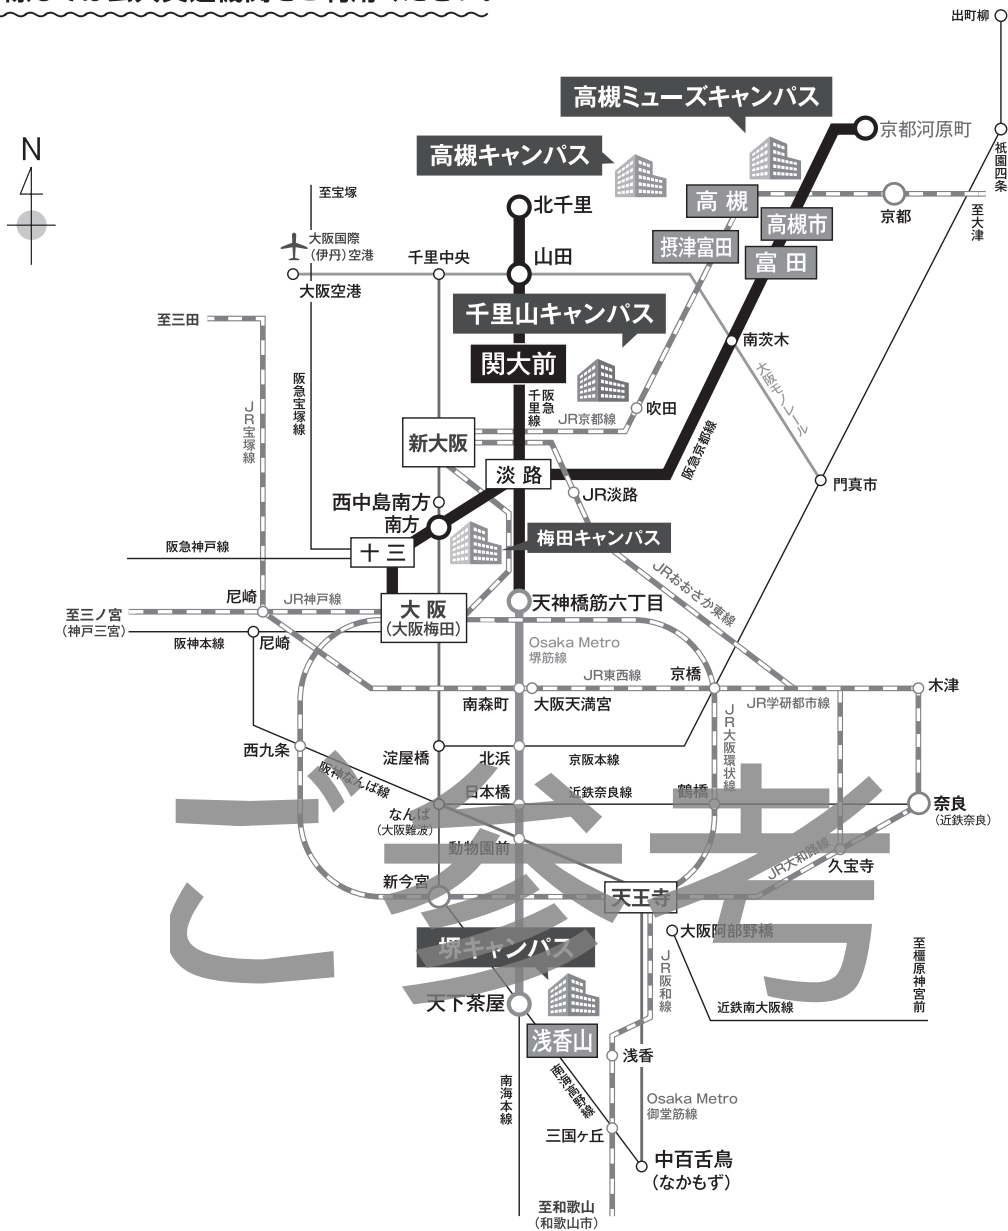 出町柳
高槻ミューズキャンパス
京都河原町
祇園四条
高槻キャンパス
N
至宝塚
高槻
京都
至大津
北千里
高槻市
摂津富田
富田
大阪国際
(伊丹)空港
千里中央
山田
大阪空港
千里山キャンパス
至三田
南茨木
関大前
大阪モノレール
阪急宝塚線
阪急
千里線
JR宝塚線
吹田
JR京都線
新大阪
阪急京都線
淡路
門真市
JR淡路
西中島南方
南方
梅田キャンパス
阪急神戸線
十三
JRおおさか東線
尼崎
JR神戸線
大阪
(大阪梅田)
天神橋筋六丁目
至三ノ宮
(神戸三宮)
阪神本線
尼崎
Osaka Metro
堺筋線
JR東西線
京橋
木津
南森町
大阪天満宮
JR学研都市線
JR大阪環状線
西九条
淀屋橋
北浜
京阪本線
阪神なんば線
日本橋
近鉄奈良線
鶴橋
奈良
(近鉄奈良)
なんば
(大阪難波)
動物園前
JR大和路線
久宝寺
新今宮
天王寺
ご参考
大阪阿部野橋
至橿原神宮前
堺キャンパス
JR阪和線
天下茶屋
近鉄南大阪線
浅香山
浅香
南海本線
南海高野線
Osaka Metro
御堂筋線
三国ヶ丘
中百舌鳥
(なかもず)
至和歌山
(和歌山市)